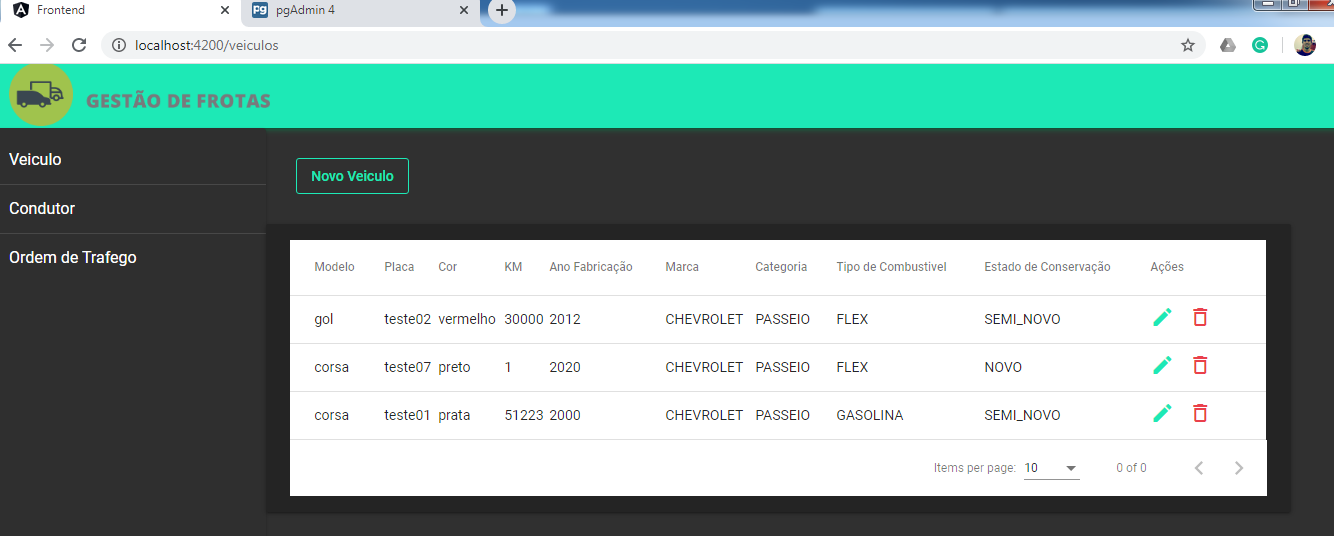 Frontend
pgAdmin 4
localhost:4200/veiculos
GESTÃO DE FROTAS
Veiculo
Condutor
Ordem de Trafego
Novo Veiculo
Modelo Placa Cor KM Ano Fabricação Marca Categoria Tipo de Combustivel Estado de Conservação Ações
gol teste02 vermelho 30000 2012 CHEVROLET PASSEIO FLEX SEMI_NOVO
corsa teste07 preto 1 2020 CHEVROLET PASSEIO FLEX NOVO
corsa teste01 prata 51223 2000 CHEVROLET PASSEIO GASOLINA SEMI_NOVO
Items per page: 10 0 of 0